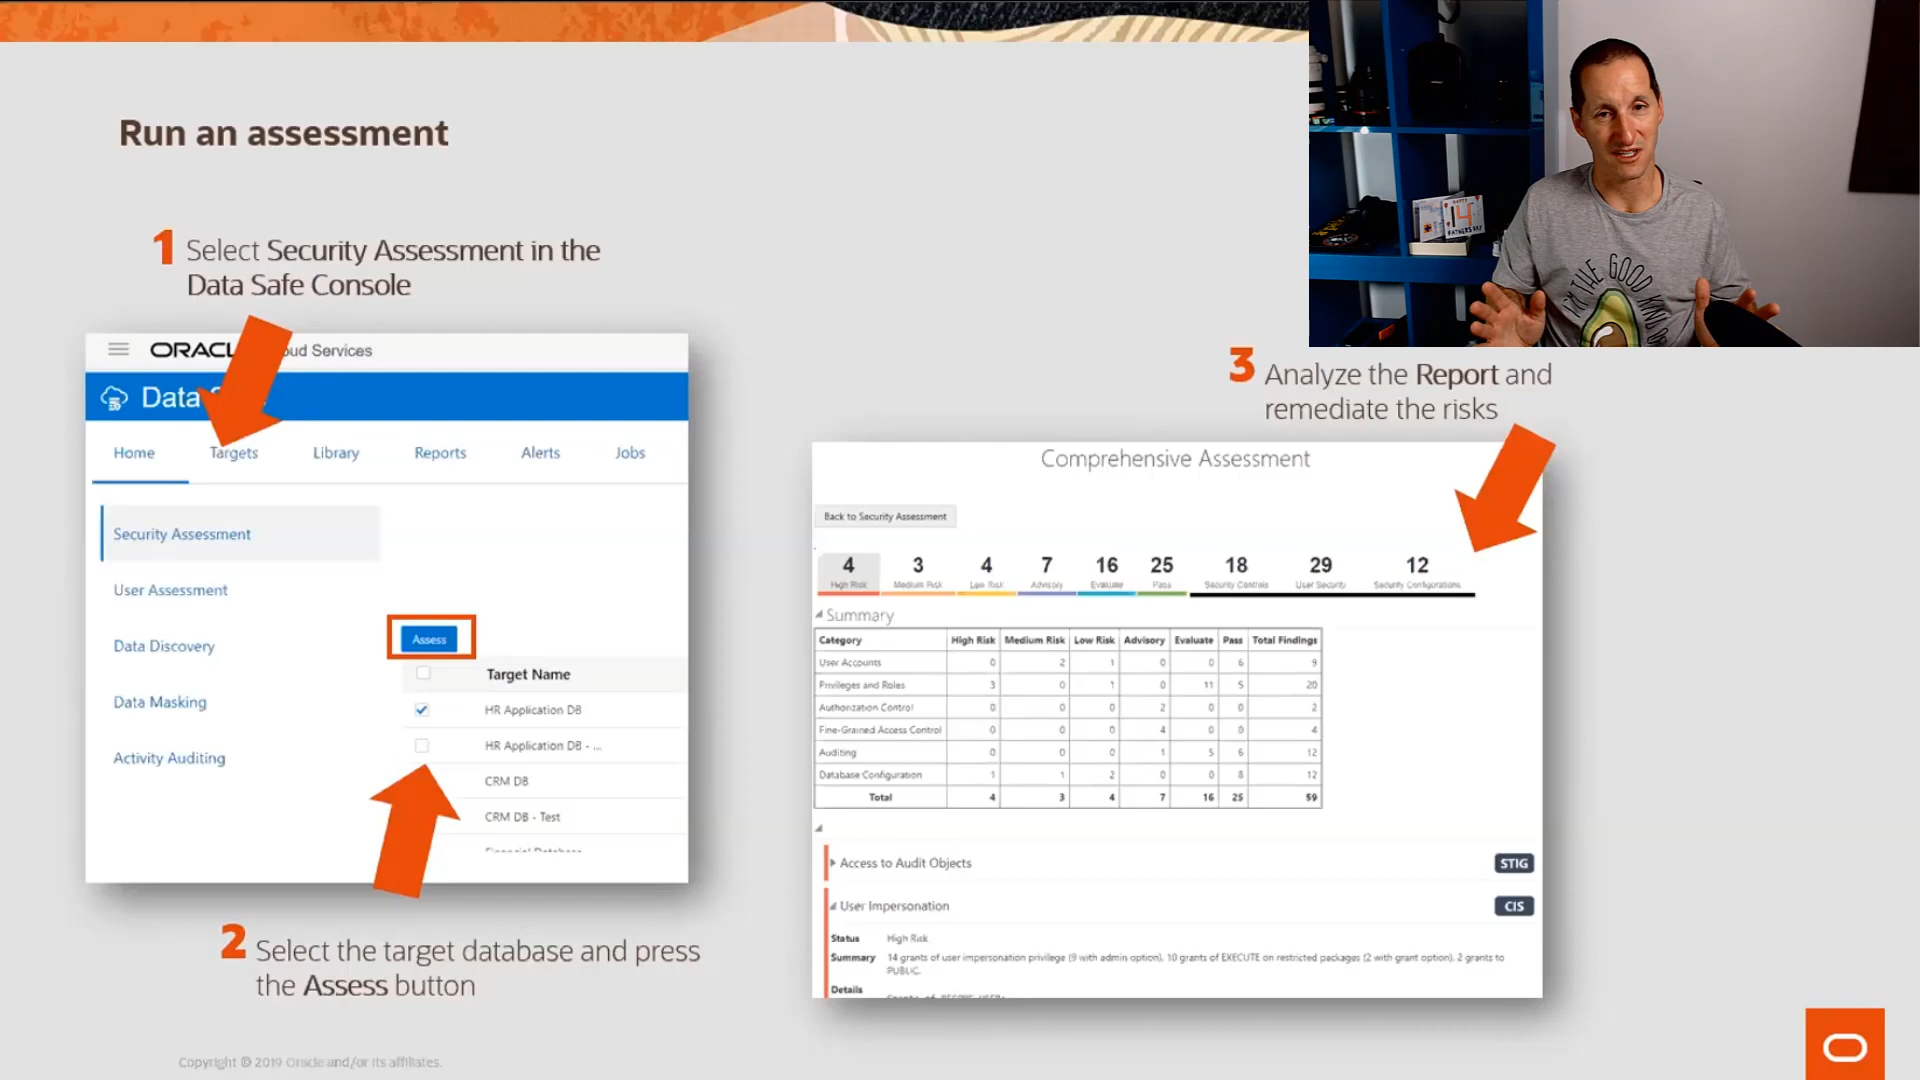 Run an assessment
1 Select Security Assessment in the
Data Safe Console
Cloud Services
Data
Home Targets Library Reports Alerts Jobs
Security Assessment
User Assessment
Data Discovery
Data Masking
Activity Auditing
Assess
Target Name
HR Application DB
HR Application DB - ...
CRM DB
CRM DB - Test
2 Select the target database and press
the Assess button
3 Analyze the Report and
remediate the risks
Comprehensive Assessment
Back to Security Assessment
4 3 4 7 16 25 18 29 12
High Risk Medium Risk Low Risk Advisory Evaluate Pass Security Controls User Security Security Configurations
Summary
Category High Risk Medium Risk Low Risk Advisory Evaluate Pass Total Findings
User Accounts 0 2 1 0 0 6 9
Privileges and Roles 3 0 1 0 11 5 20
Authorization Control 0 0 0 2 0 0 2
Fine-Grained Access Control 0 0 0 4 0 0 4
Auditing 0 0 0 1 5 6 12
Database Configuration 1 1 2 0 0 8 12
Total 4 3 4 7 16 25 59
Access to Audit Objects STIG
User Impersonation CIS
Status High Risk
Summary 14 grants of user impersonation privilege (9 with admin option), 10 grants of EXECUTE on restricted packages (2 with grant option), 2 grants to
PUBLIC.
Details
I'M THE GOOD KIND OF
14
FATHERS DAY
Copyright © 2019 Oracle and/or its affiliates.